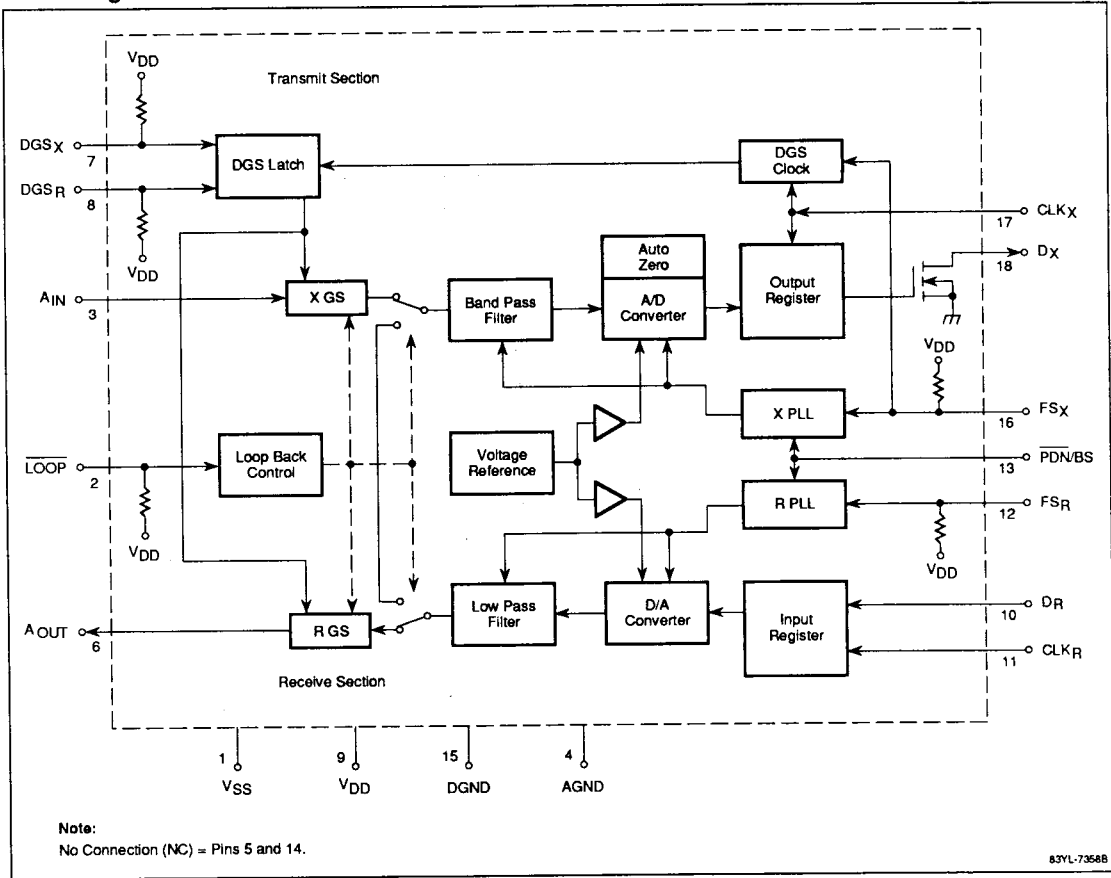 VDD
Transmit Section
DGSX
7
DGS Latch
DGS
Clock
DGSR
8
CLKX
17
VDD
Auto
Zero
DX
18
AIN
3
X GS
Band Pass
Filter
A/D
Converter
Output
Register
VDD
X PLL
FSX
16
LOOP
2
Loop Back
Control
Voltage
Reference
PDN/BS
13
R PLL
FSR
12
VDD
VDD
Low Pass
Filter
D/A
Converter
Input
Register
DR
10
AOUT
6
R GS
CLKR
11
Receive Section
1
VSS
9
VDD
15
DGND
4
AGND
Note:
No Connection (NC) = Pins 5 and 14.
83YL-7358B